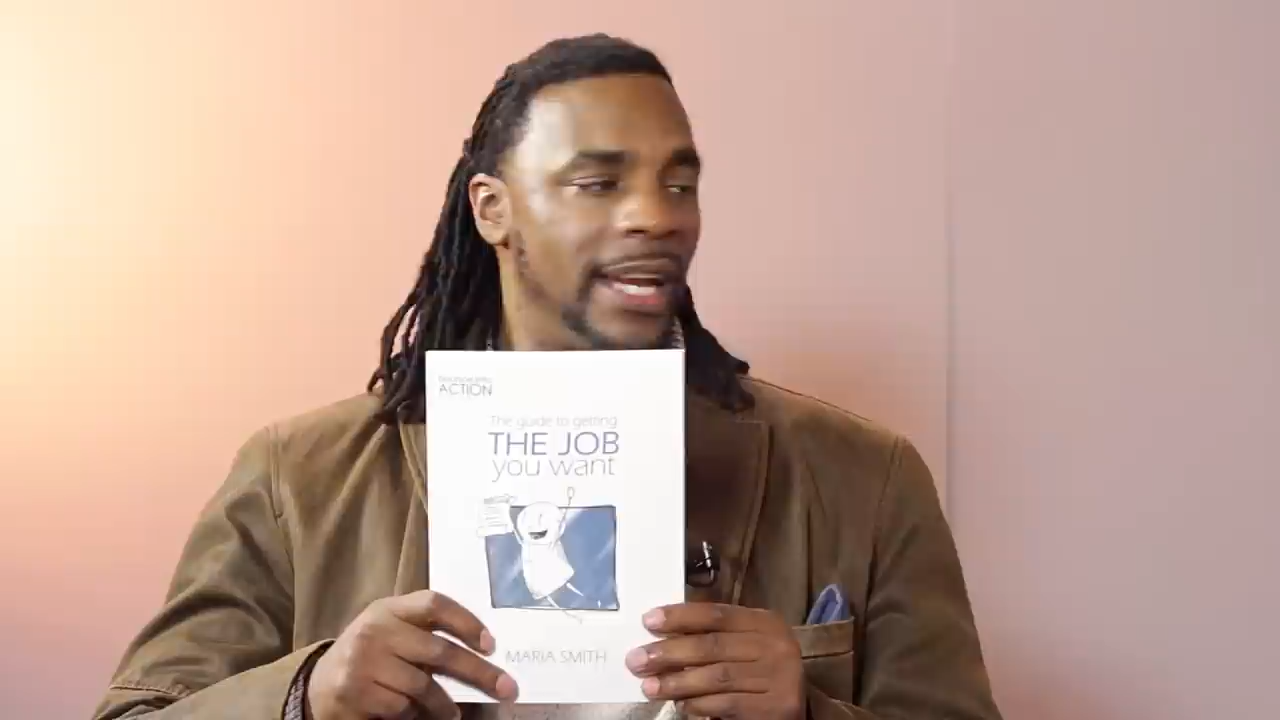 ACTION
The guide to getting
THE JOB
you want
MARIA SMITH